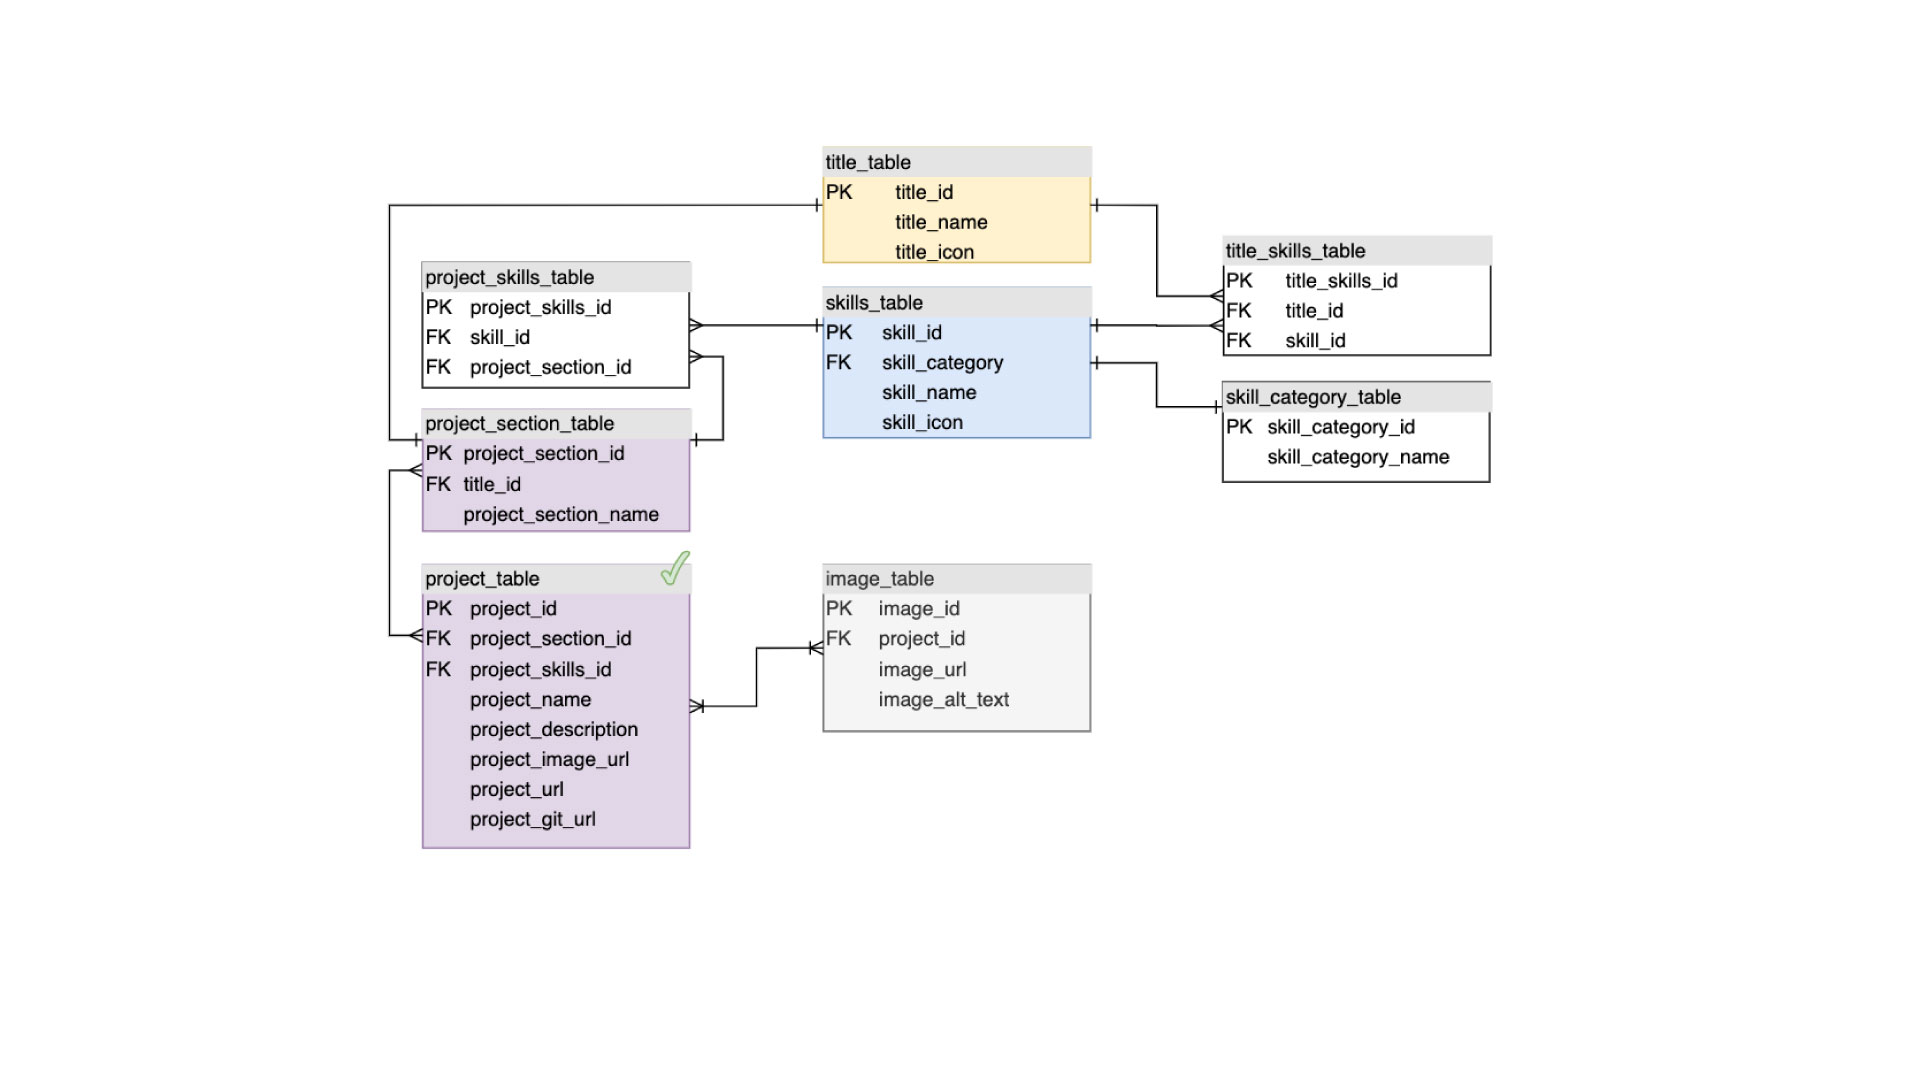 title_table
PK title_id
title_name
title_icon
project_skills_table
PK project_skills_id
FK skill_id
FK project_section_id
skills_table
PK skill_id
FK skill_category
skill_name
skill_icon
title_skills_table
PK title_skills_id
FK title_id
FK skill_id
skill_category_table
PK skill_category_id
skill_category_name
project_section_table
PK project_section_id
FK title_id
project_section_name
project_table
PK project_id
FK project_section_id
FK project_skills_id
project_name
project_description
project_image_url
project_url
project_git_url
image_table
PK image_id
FK project_id
image_url
image_alt_text